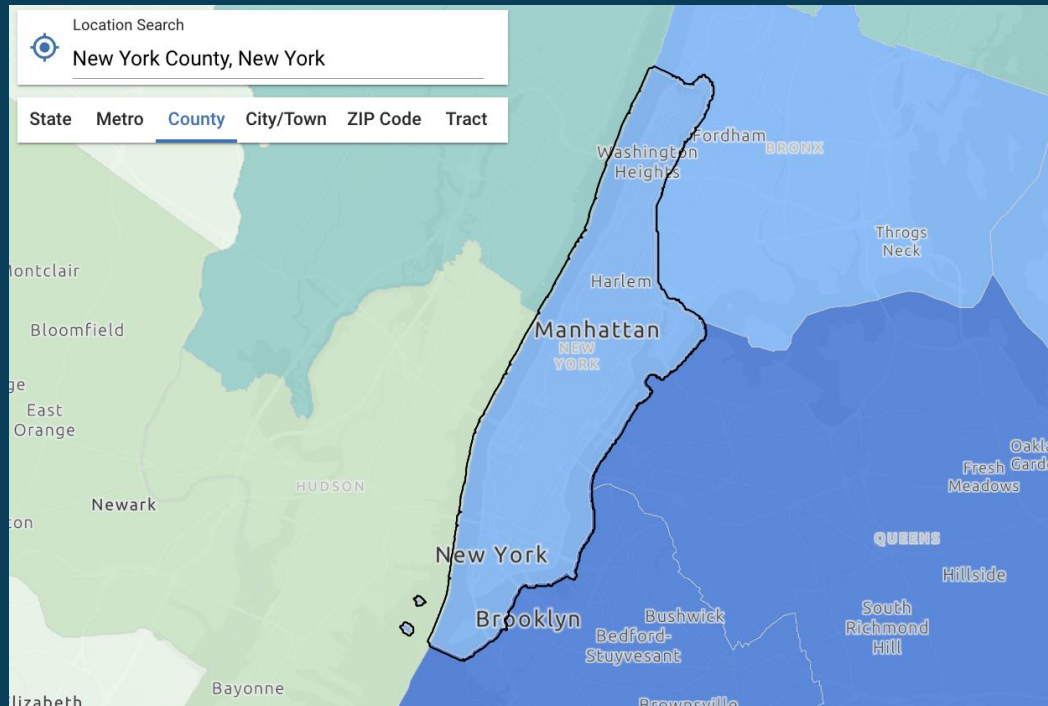 Location Search
New York County, New York
State Metro County City/Town ZIP Code Tract
Fordham
BRONX
Washington
Heights
Throgs
Neck
Harlem
Manhattan
NEW
YORK
Bloomfield
East
Orange
Fresh
Meadows
HUDSON
Newark
QUEENS
New York
Hillside
Brooklyn
Bushwick
Bedford-
Stuyvesant
South
Richmond
Hill
Bayonne